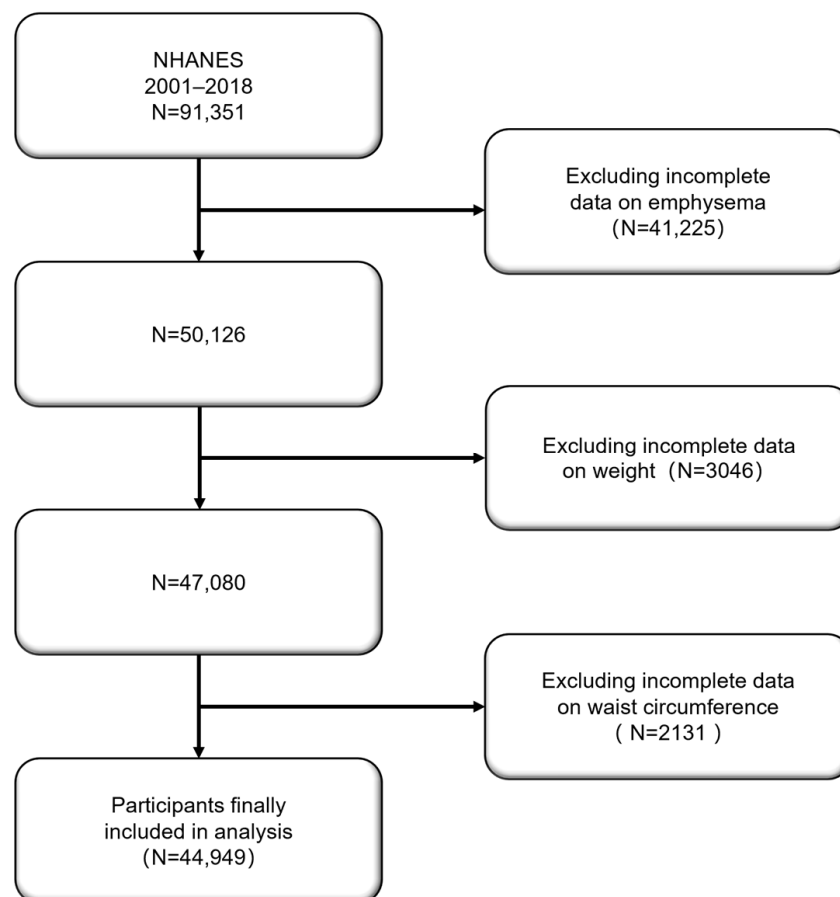 NHANES
2001–2018
N=91,351
Excluding incomplete
data on emphysema
(N=41,225)
N=50,126
Excluding incomplete data
on weight (N=3046)
N=47,080
Excluding incomplete data
on waist circumference
( N=2131 )
Participants finally
included in analysis
(N=44,949)